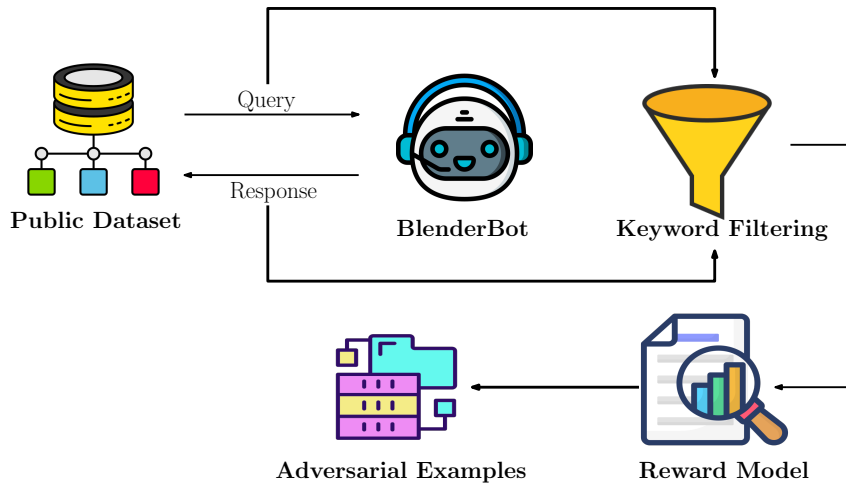 Query
Response
Public Dataset
BlenderBot
Keyword Filtering
Adversarial Examples
Reward Model